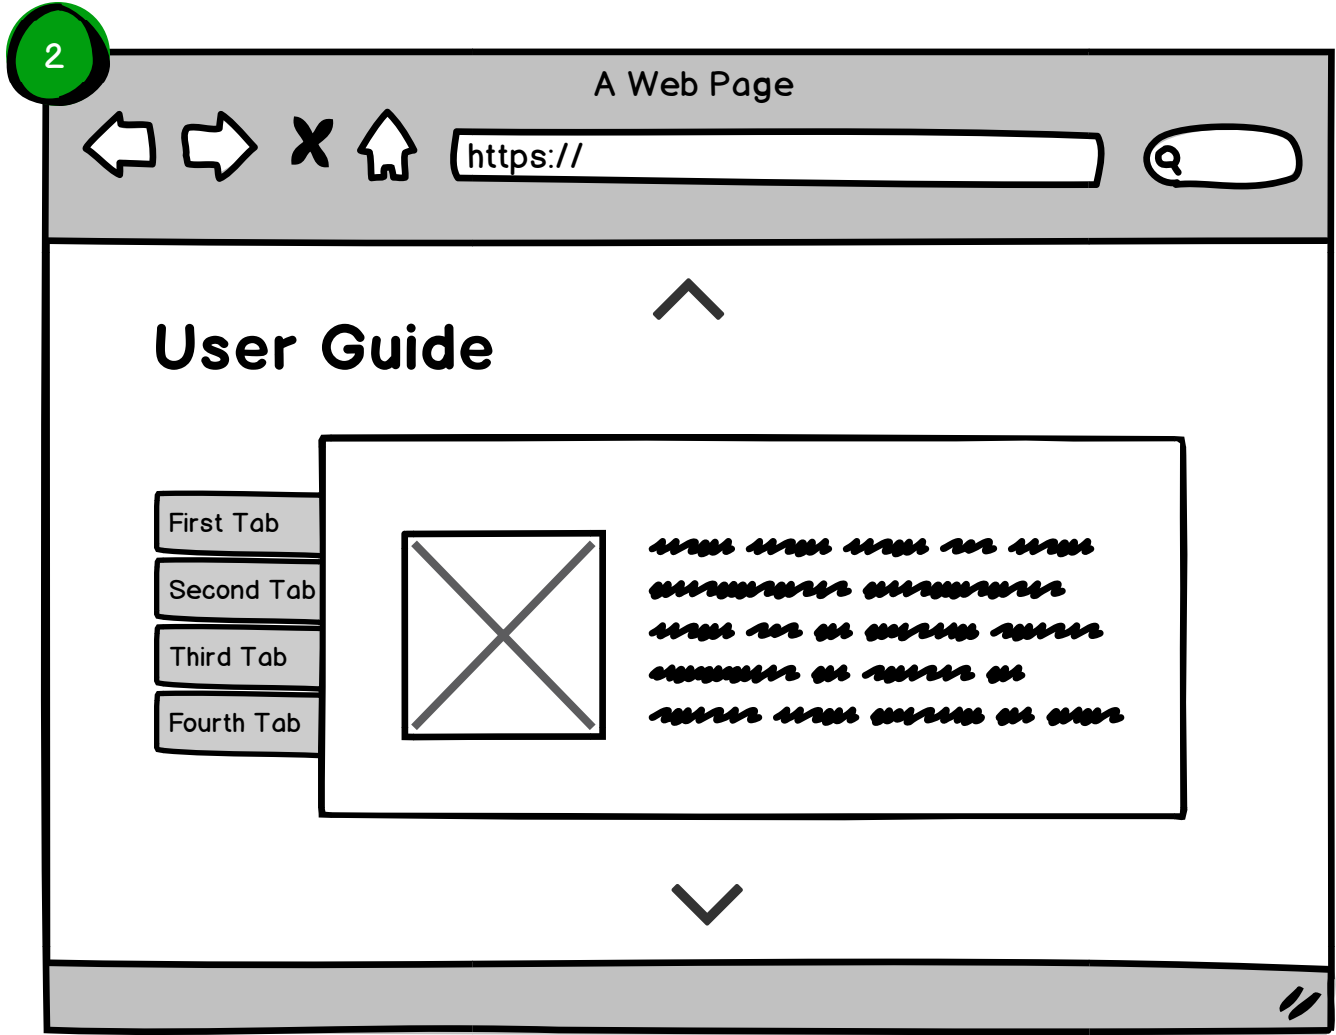 2
A Web Page
https://
User Guide
First Tab
Second Tab
Third Tab
Fourth Tab